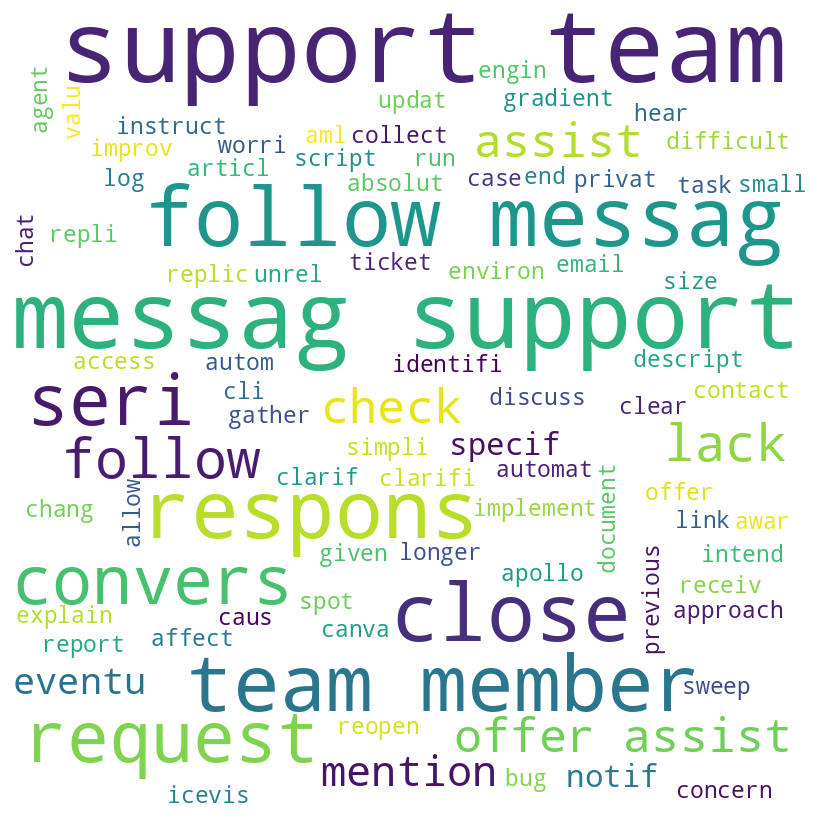 support team
engin
agent
valu
updat
gradient
hear
instruct
worri
aml
collect
assist
difficult
improv
articl
script
run
log
absolut
case
end
privat
task
small
chat
repli
follow messag
ticket
replic
unrel
environ
email
size
messag support
access
autom
identifi
descript
seri
cli
gather
check
discuss
clear
contact
follow
simpli
specif
lack
clarif
clarifi
automat
allow
respons
document
offer
chang
implement
link
awar
given
longer
intend
convers
apollo
previous
receiv
explain
caus
spot
close
approach
report
affect
canva
eventu
team member
sweep
request
reopen
offer assist
mention
bug
notif
concern
icevis